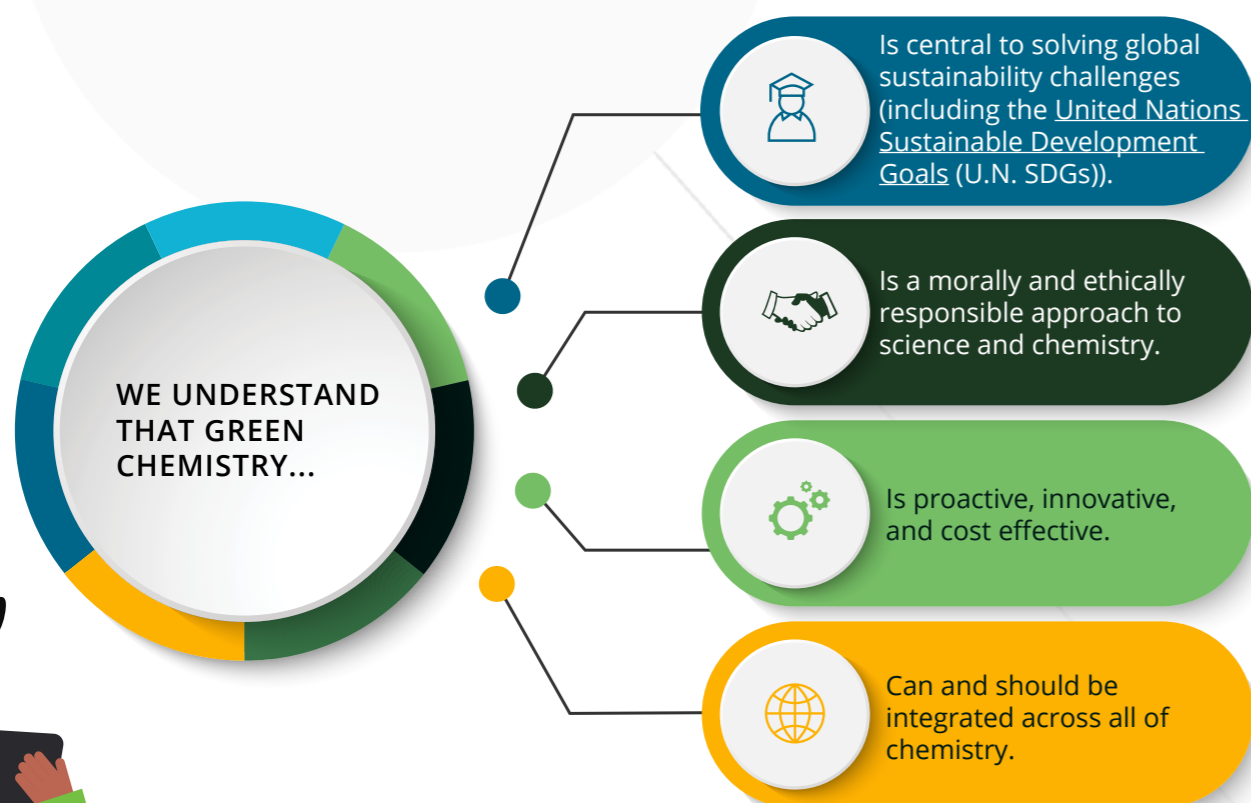 WE UNDERSTAND
THAT GREEN
CHEMISTRY...
Is central to solving global
sustainability challenges
(including the United Nations
Sustainable Development
Goals (U.N. SDGs)).
Is a morally and ethically
responsible approach to
science and chemistry.
Is proactive, innovative,
and cost effective.
Can and should be
integrated across all of
chemistry.